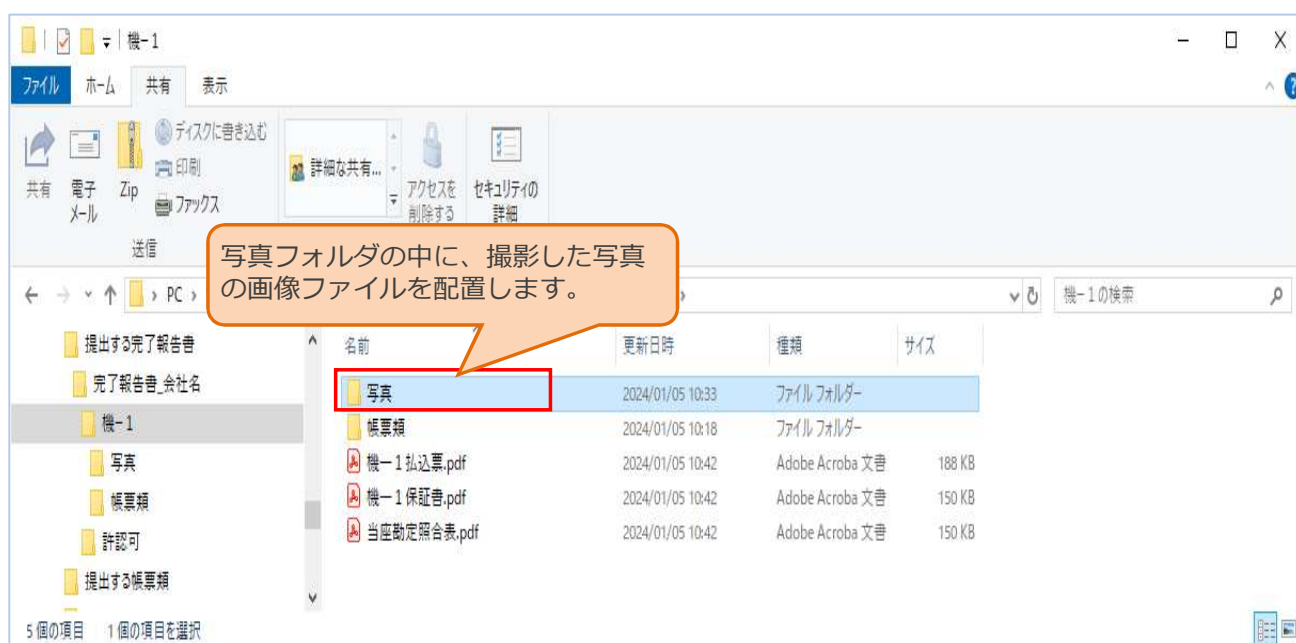 機−1
ファイル ホーム 共有 表示
共有
電子
メール
Zip
ディスクに書き込む
印刷
ファックス
詳細な共有...
アクセスを
削除する
セキュリティの
詳細
送信
写真フォルダの中に、撮影した写真
の画像ファイルを配置します。
PC
機−1の検索
提出する完了報告書
完了報告書_会社名
機−1
写真
帳票類
許認可
提出する帳票類
名前 更新日時 種類 サイズ
写真 2024/01/05 10:33 ファイル フォルダー
帳票類 2024/01/05 10:18 ファイル フォルダー
機ー1払込票.pdf 2024/01/05 10:42 Adobe Acroba 文書 188 KB
機ー1保証書.pdf 2024/01/05 10:42 Adobe Acroba 文書 150 KB
当座勘定照合表.pdf 2024/01/05 10:42 Adobe Acroba 文書 150 KB
5 個の項目 1 個の項目を選択